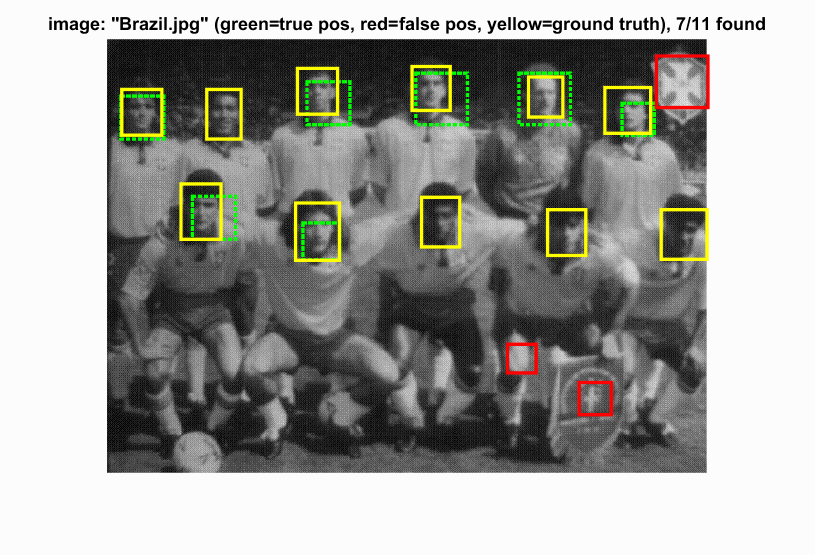 image: "Brazil.jpg" (green=true pos, red=false pos, yellow=ground truth), 7/11 found